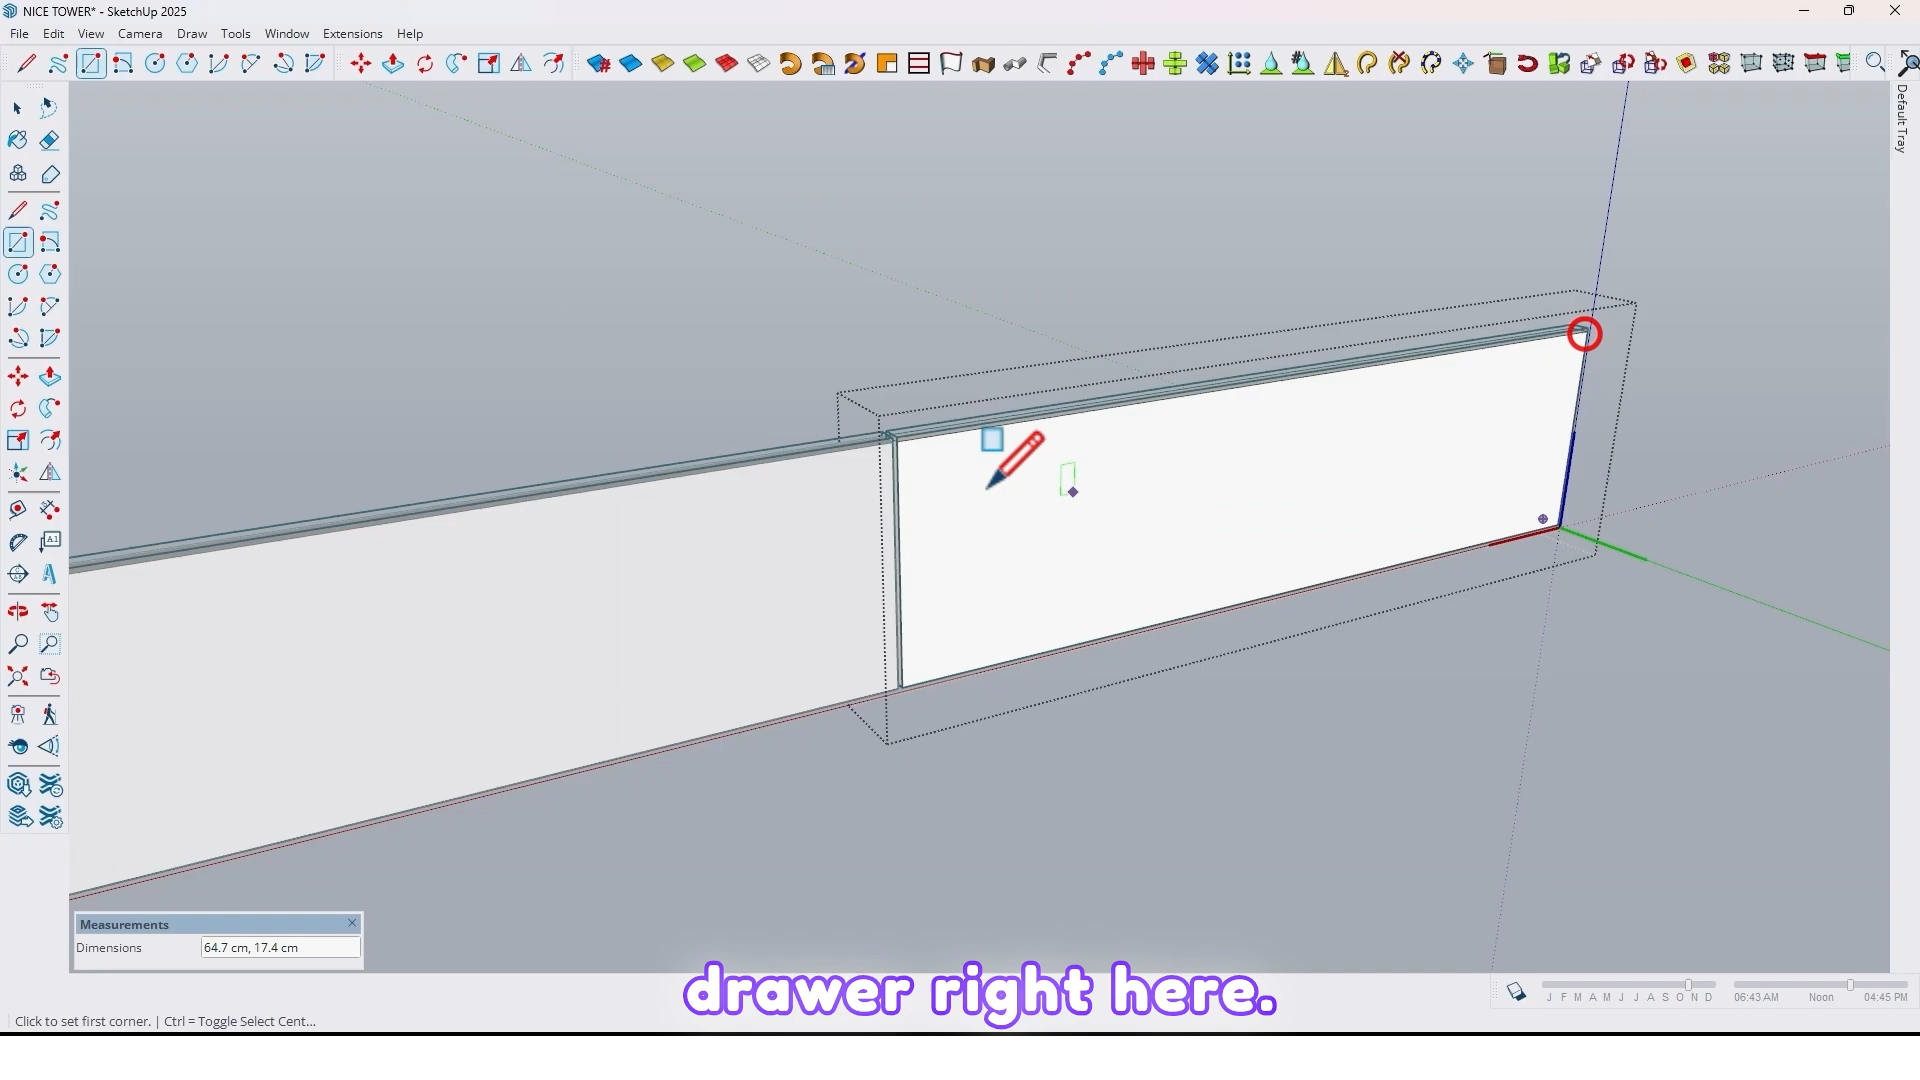 NICE TOWER* - SketchUp 2025
File Edit View Camera Draw Tools Window Extensions Help
Default Tray
A1
Measurements
Dimensions 64.7 cm, 17.4 cm
drawer right here.
J F M A M J J A S O N D 06:43 AM Noon 04:45 PM
Click to set first corner. | Ctrl = Toggle Select Cent...